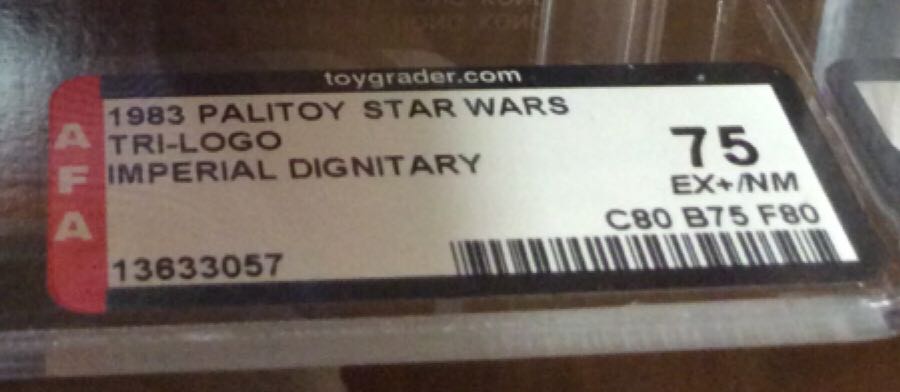 toygrader.com
AFA
1983 PALITOY STAR WARS
TRI-LOGO
IMPERIAL DIGNITARY
75
EX+/NM
C80 B75 F80
13633057